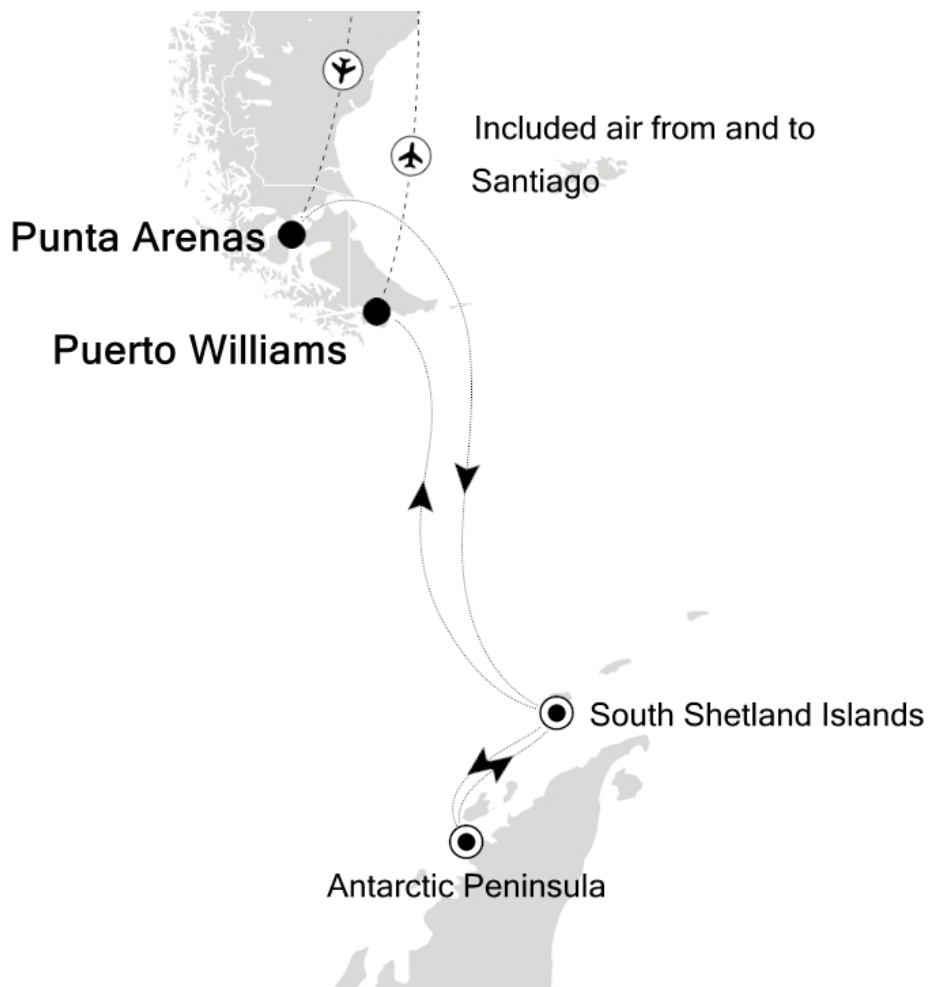 Included air from and to
Santiago
Punta Arenas
Puerto Williams
South Shetland Islands
Antarctic Peninsula